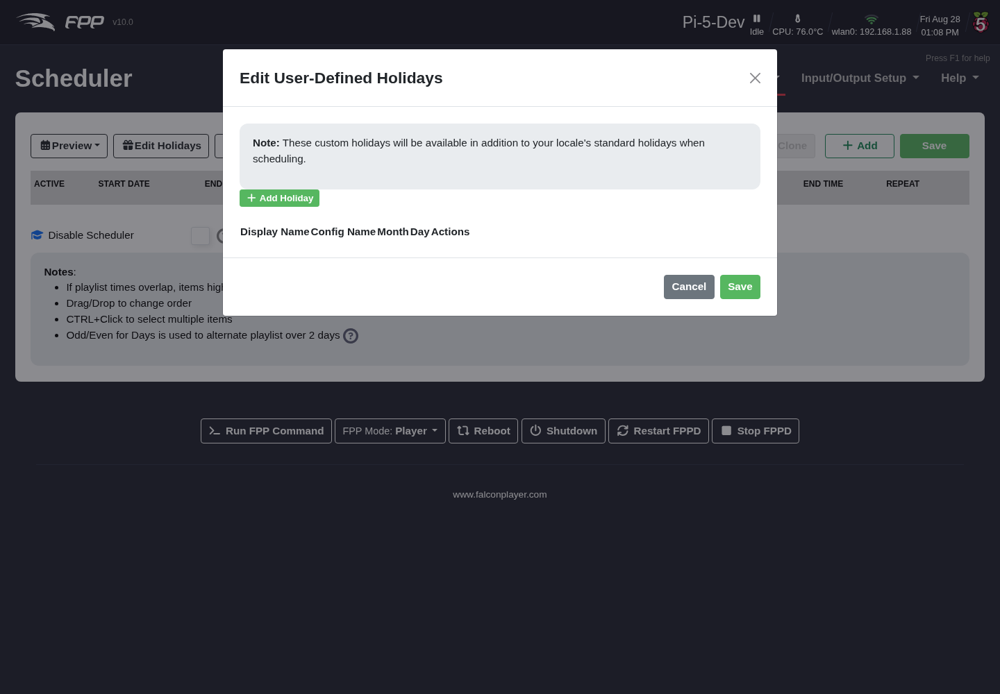 FPP v10.0
Pi-5-Dev
Idle
CPU: 76.0°C
wlan0: 192.168.1.88
Fri Aug 28
01:08 PM
5
Press F1 for help
Scheduler
Input/Output Setup
Help
Edit User-Defined Holidays
Preview
Edit Holidays
Clone
Add
Save
Note: These custom holidays will be available in addition to your locale's standard holidays when
scheduling.
ACTIVE START DATE END END TIME REPEAT
Add Holiday
Disable Scheduler
Display Name Config Name Month Day Actions
Notes:
If playlist times overlap, items high
Drag/Drop to change order
CTRL+Click to select multiple items
Odd/Even for Days is used to alternate playlist over 2 days ?
Cancel
Save
Run FPP Command
FPP Mode: Player
Reboot
Shutdown
Restart FPPD
Stop FPPD
www.falconplayer.com